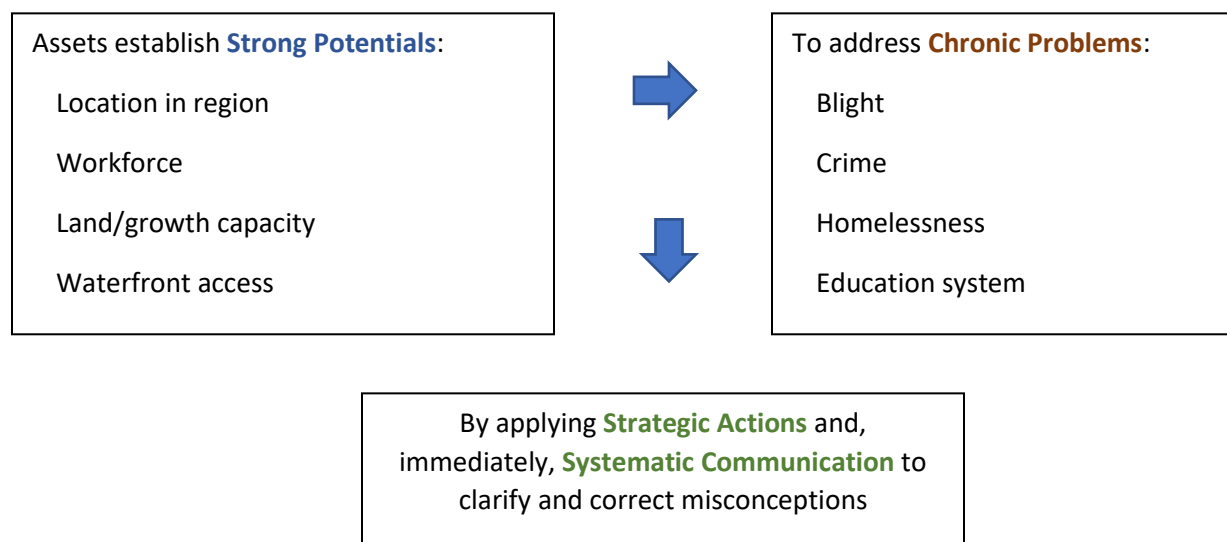 Assets establish Strong Potentials:
Location in region
Workforce
Land/growth capacity
Waterfront access
To address Chronic Problems:
Blight
Crime
Homelessness
Education system
By applying Strategic Actions and,
immediately, Systematic Communication to
clarify and correct misconceptions